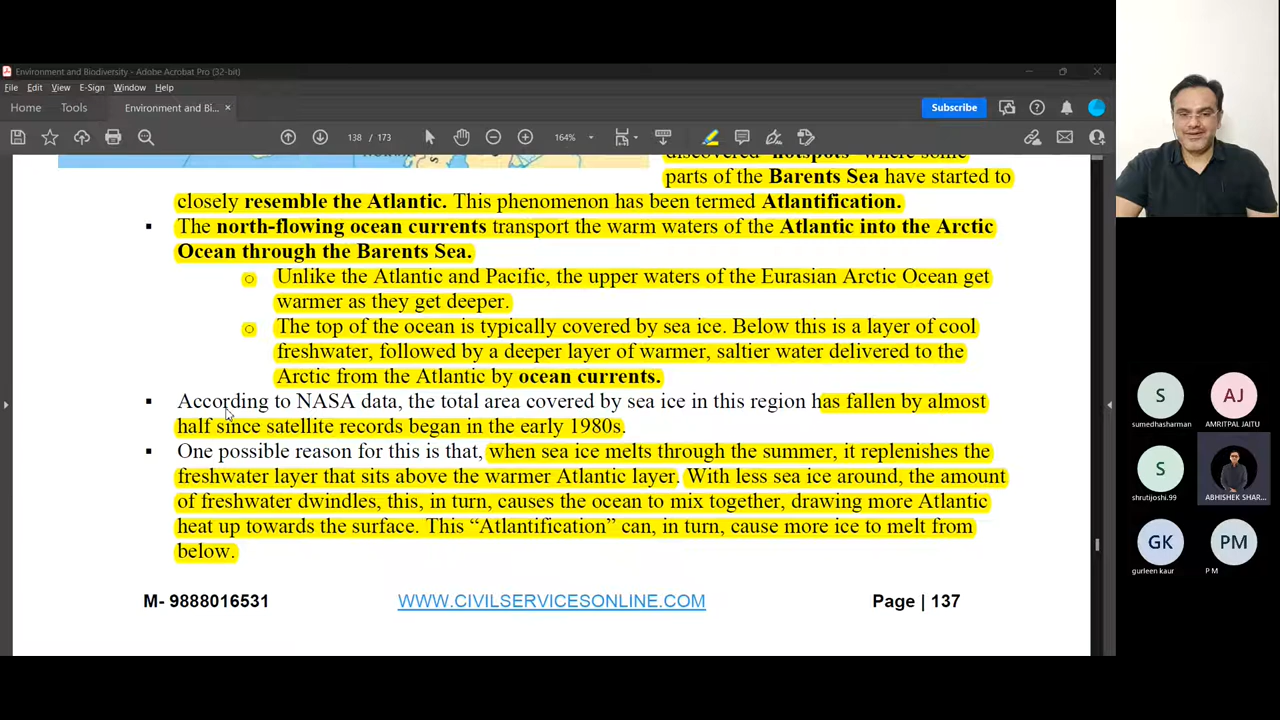 Environment and Biodiversity - Adobe Acrobat Pro (32-bit)
File Edit View E-Sign Window Help
Home Tools Environment and Bi... × Subscribe
138 / 173 164%
discovered "hotspots" where some
parts of the Barents Sea have started to
closely resemble the Atlantic. This phenomenon has been termed Atlantification.
▪ The north-flowing ocean currents transport the warm waters of the Atlantic into the Arctic
Ocean through the Barents Sea.
o Unlike the Atlantic and Pacific, the upper waters of the Eurasian Arctic Ocean get
warmer as they get deeper.
o The top of the ocean is typically covered by sea ice. Below this is a layer of cool
freshwater, followed by a deeper layer of warmer, saltier water delivered to the
Arctic from the Atlantic by ocean currents.
▪ According to NASA data, the total area covered by sea ice in this region has fallen by almost
half since satellite records began in the early 1980s.
▪ One possible reason for this is that, when sea ice melts through the summer, it replenishes the
freshwater layer that sits above the warmer Atlantic layer. With less sea ice around, the amount
of freshwater dwindles, this, in turn, causes the ocean to mix together, drawing more Atlantic
heat up towards the surface. This "Atlantification" can, in turn, cause more ice to melt from
below.
M- 9888016531 WWW.CIVILSERVICESONLINE.COM Page | 137
S AJ
sumedhasharman AMRITPAL JAITU
S
shrutijoshi.99 ABHISHEK SHAR...
GK PM
gurleen kaur P M